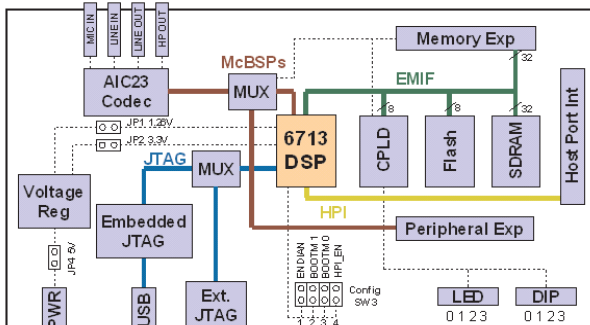 MIC IN
LINE IN
LINE OUT
HP OUT
McBSPs
Memory Exp
32
AIC23
Codec
MUX
EMIF
8
8
32
JP1 1.26V
JP2 3.3V
6713
DSP
CPLD
Flash
SDRAM
Host Port Int
JTAG
MUX
Voltage
Reg
HPI
Embedded
JTAG
Peripheral Exp
JP4 5V
ENDIAN
BOOTM 1
BOOTM 0
HPI_EN
Config
SW3
1 2 3 4
PWR
USB
Ext.
JTAG
LED
0 1 2 3
DIP
0 1 2 3